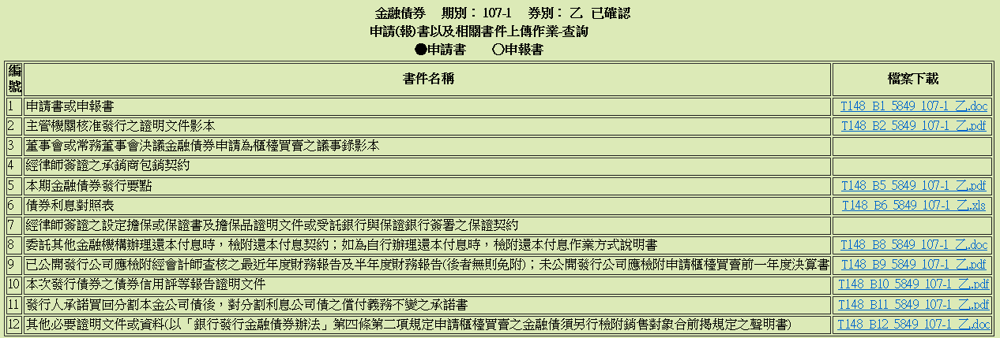 金融債券 期別： 107-1 券別： 乙 已確認
申請(報)書以及相關書件上傳作業-查詢
●申請書 ○申報書
編號 書件名稱 檔案下載
1 申請書或申報書 T148_B1_5849_107-1_乙.doc
2 主管機關核准發行之證明文件影本 T148_B2_5849_107-1_乙.pdf
3 董事會或常務董事會決議金融債券申請為櫃檯買賣之議事錄影本
4 經律師簽證之承銷商包銷契約
5 本期金融債券發行要點 T148_B5_5849_107-1_乙.pdf
6 債券利息對照表 T148_B6_5849_107-1_乙.xls
7 經律師簽證之設定擔保或保證書及擔保品證明文件或受託銀行與保證銀行簽署之保證契約
8 委託其他金融機構辦理還本付息時，檢附還本付息契約；如為自行辦理還本付息時，檢附還本付息作業方式說明書 T148_B8_5849_107-1_乙.doc
9 已公開發行公司應檢附經會計師查核之最近年度財務報告及半年度財務報告(後者無則免附)；未公開發行公司應檢附申請櫃檯買賣前一年度決算書 T148_B9_5849_107-1_乙.pdf
10 本次發行債券之債券信用評等報告證明文件 T148_B10_5849_107-1_乙.pdf
11 發行人承諾買回分割本金公司債後，對分割利息公司債之償付義務不變之承諾書 T148_B11_5849_107-1_乙.pdf
12 其他必要證明文件或資料(以「銀行發行金融債券辦法」第四條第二項規定申請櫃檯買賣之金融債須另行檢附銷售對象合前揭規定之聲明書) T148_B12_5849_107-1_乙.doc